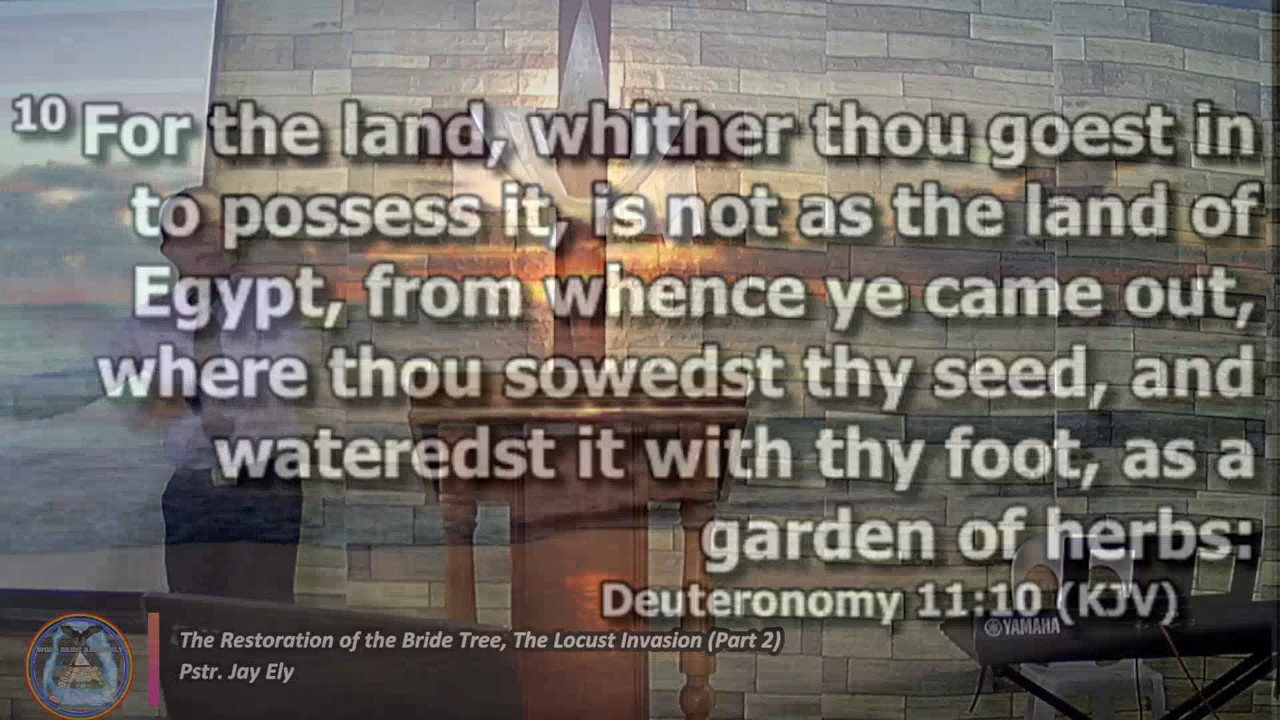 10 For the land, whither thou goest in
to possess it, is not as the land of
Egypt, from whence ye came out,
where thou sowedst thy seed, and
wateredst it with thy foot, as a
garden of herbs:
Deuteronomy 11:10 (KJV)
YAMAHA
The Restoration of the Bride Tree, The Locust Invasion (Part 2)
Pstr. Jay Ely